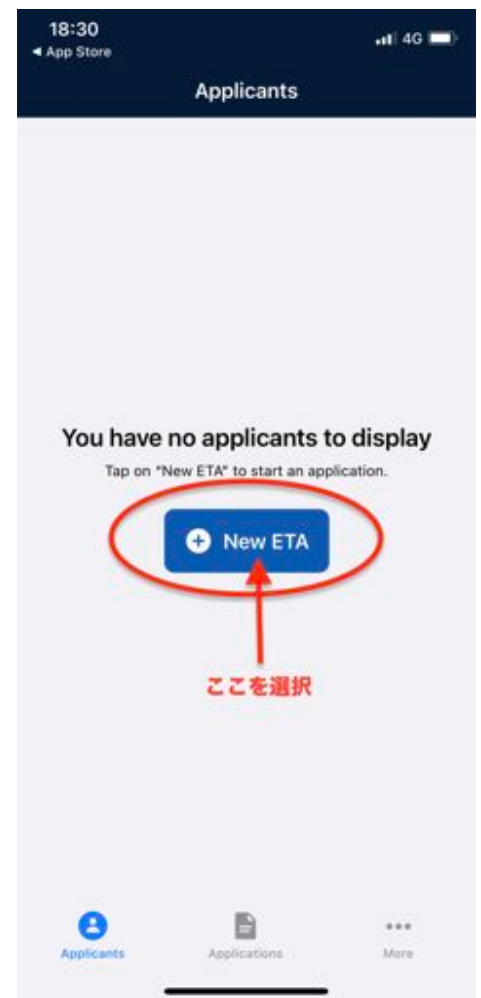 18:30
4G
◀ App Store
Applicants
You have no applicants to display
Tap on "New ETA" to start an application.
New ETA
ここを選択
Applicants
Applications
More